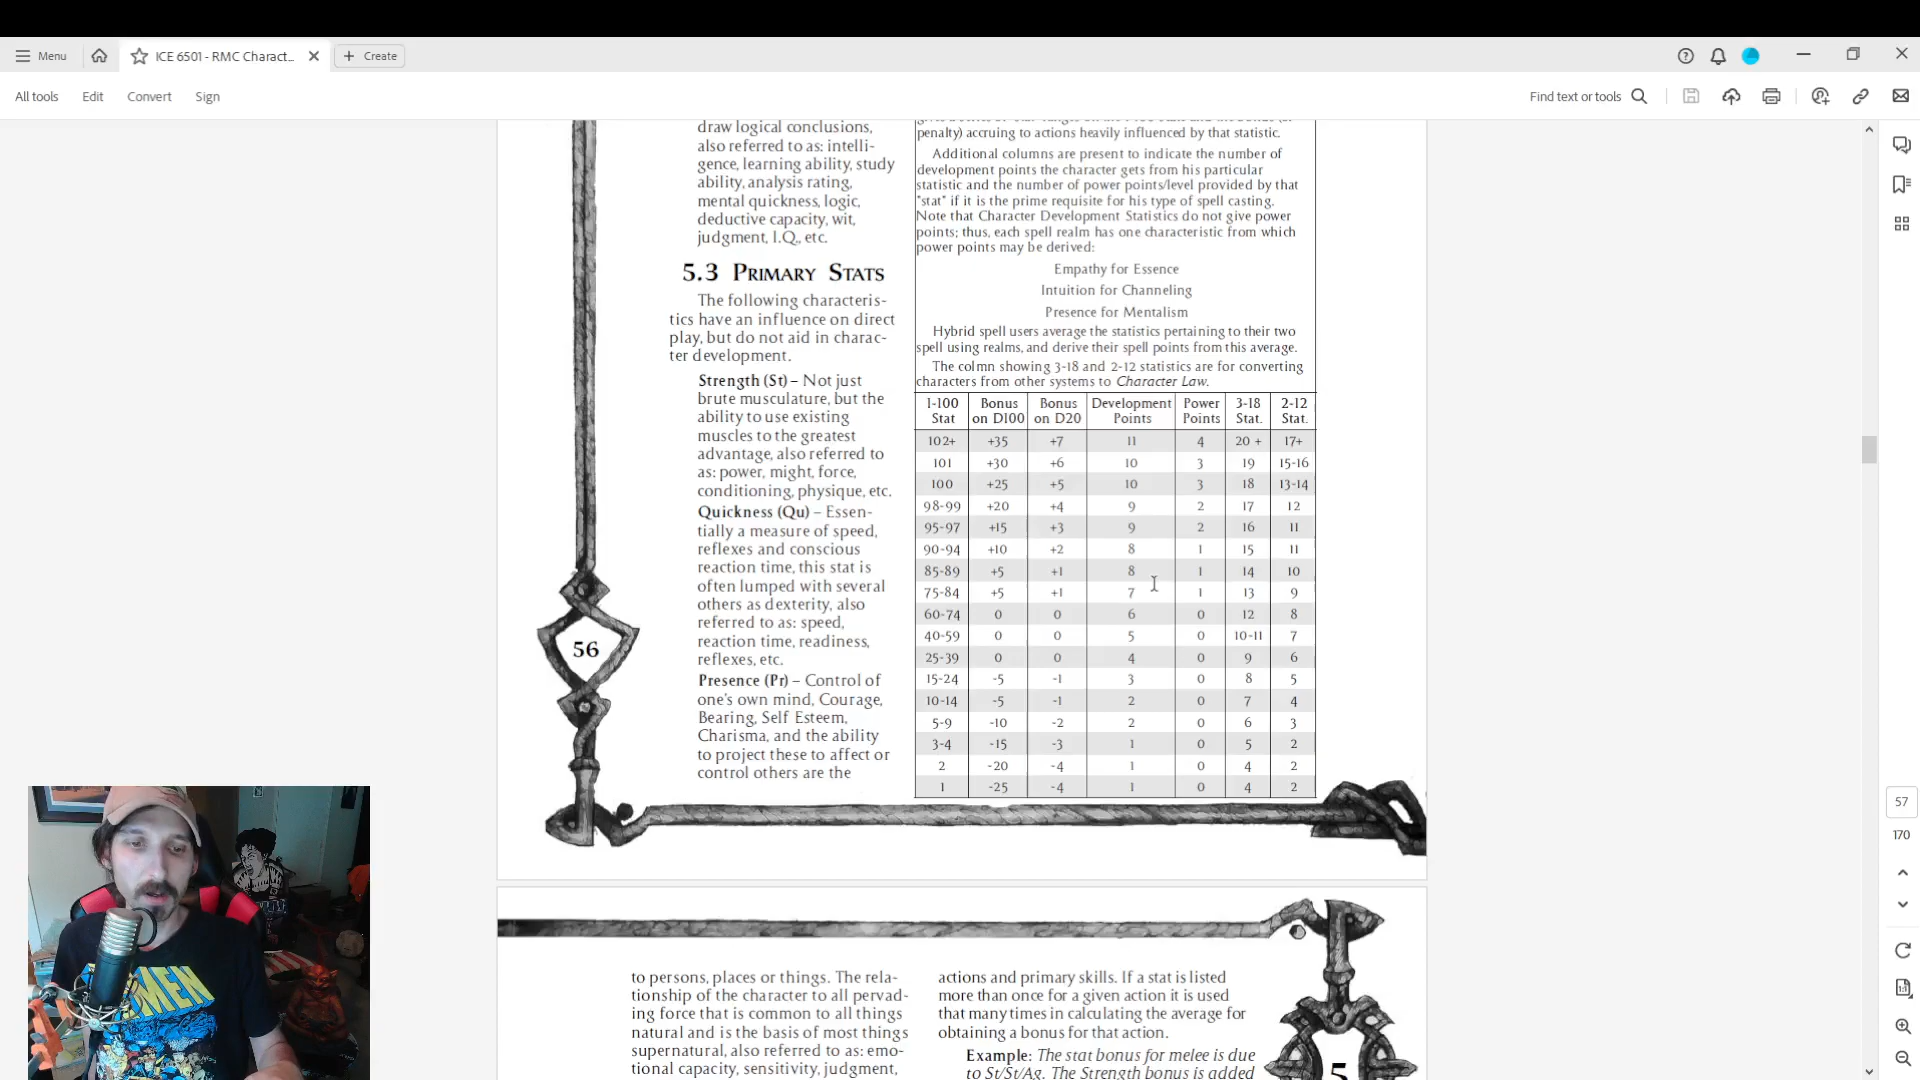 Menu
ICE 6501 - RMC Charact...
Create
All tools
Edit
Convert
Sign
Find text or tools
draw logical conclusions,
also referred to as: intelli-
gence, learning ability, study
ability, analysis rating,
mental quickness, logic,
deductive capacity, wit,
judgment, I.Q., etc.
5.3 PRIMARY STATS
The following characteris-
tics have an influence on direct
play, but do not aid in charac-
ter development.
Strength (St) – Not just
brute musculature, but the
ability to use existing
muscles to the greatest
advantage, also referred to
as: power, might, force,
conditioning, physique, etc.
Quickness (Qu) – Essen-
tially a measure of speed,
reflexes and conscious
reaction time, this stat is
often lumped with several
others as dexterity, also
referred to as: speed,
reaction time, readiness,
reflexes, etc.
Presence (Pr) – Control of
one's own mind, Courage,
Bearing, Self Esteem,
Charisma, and the ability
to project these to affect or
control others are the
56
penalty) accruing to actions heavily influenced by that statistic.
Additional columns are present to indicate the number of
development points the character gets from his particular
statistic and the number of power points/level provided by that
"stat" if it is the prime requisite for his type of spell casting.
Note that Character Development Statistics do not give power
points; thus, each spell realm has one characteristic from which
power points may be derived:
Empathy for Essence
Intuition for Channeling
Presence for Mentalism
Hybrid spell users average the statistics pertaining to their two
spell using realms, and derive their spell points from this average.
The colmn showing 3-18 and 2-12 statistics are for converting
characters from other systems to Character Law.
1-100 Bonus Bonus Development Power 3-18 2-12
Stat on D100 on D20 Points Points Stat. Stat.
102+ +35 +7 11 4 20 + 17+
101 +30 +6 10 3 19 15-16
100 +25 +5 10 3 18 13-14
98-99 +20 +4 9 2 17 12
95-97 +15 +3 9 2 16 11
90-94 +10 +2 8 1 15 11
85-89 +5 +1 8 1 14 10
75-84 +5 +1 7 1 13 9
60-74 0 0 6 0 12 8
40-59 0 0 5 0 10-11 7
25-39 0 0 4 0 9 6
15-24 -5 -1 3 0 8 5
10-14 -5 -1 2 0 7 4
5-9 -10 -2 2 0 6 3
3-4 -15 -3 1 0 5 2
2 -20 -4 1 0 4 2
1 -25 -4 1 0 4 2
to persons, places or things. The rela-
tionship of the character to all pervad-
ing force that is common to all things
natural and is the basis of most things
supernatural, also referred to as: emo-
tional capacity, sensitivity, judgment,
actions and primary skills. If a stat is listed
more than once for a given action it is used
that many times in calculating the average for
obtaining a bonus for that action.
Example: The stat bonus for melee is due
to St/St/Ag. The Strength bonus is added
57
170